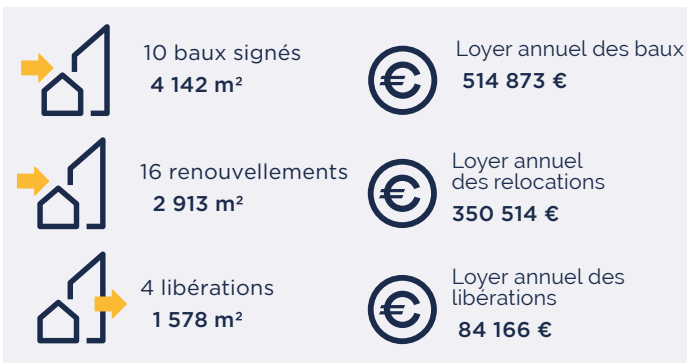 10 baux signés
4 142 m²
Loyer annuel des baux
514 873 €
16 renouvellements
2 913 m²
Loyer annuel
des relocations
350 514 €
4 libérations
1 578 m²
Loyer annuel des
libérations
84 166 €